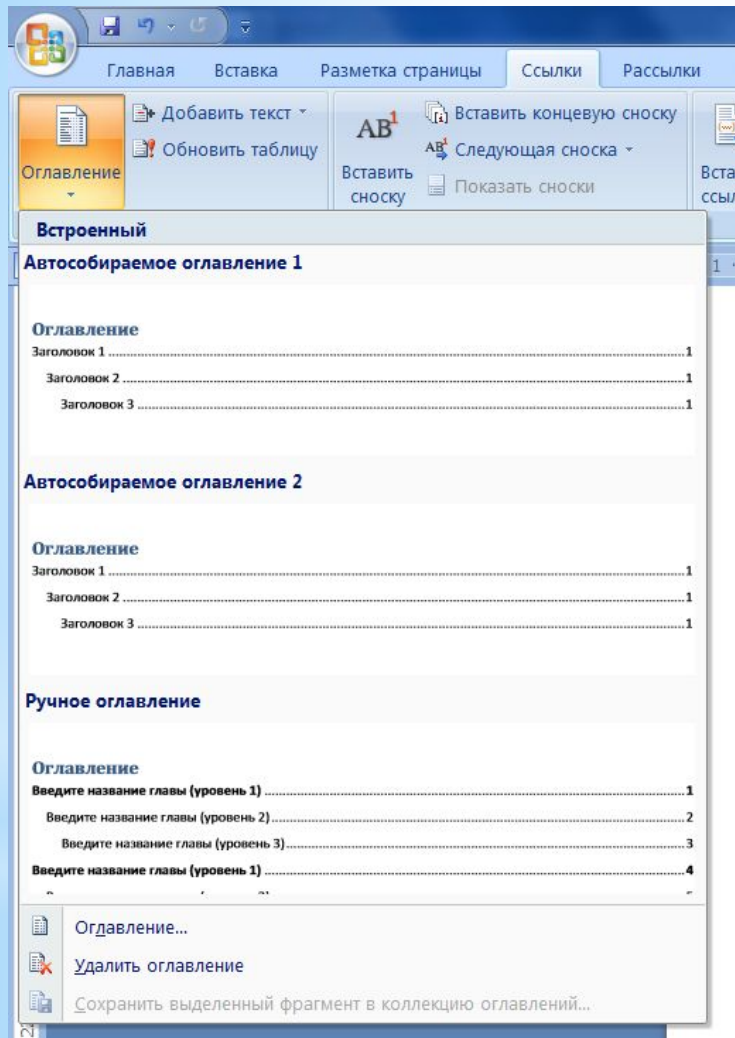 Главная Вставка Разметка страницы Ссылки Рассылки
Оглавление
Добавить текст
Обновить таблицу
AB1
Вставить
сноску
Вставить концевую сноску
Следующая сноска
Показать сноски
Встроенный
Автособираемое оглавление 1
Оглавление
Заголовок 1 1
Заголовок 2 1
Заголовок 3 1
Автособираемое оглавление 2
Оглавление
Заголовок 1 1
Заголовок 2 1
Заголовок 3 1
Ручное оглавление
Оглавление
Введите название главы (уровень 1) 1
Введите название главы (уровень 2) 2
Введите название главы (уровень 3) 3
Введите название главы (уровень 1) 4
Оглавление...
Удалить оглавление
Сохранить выделенный фрагмент в коллекцию оглавлений...